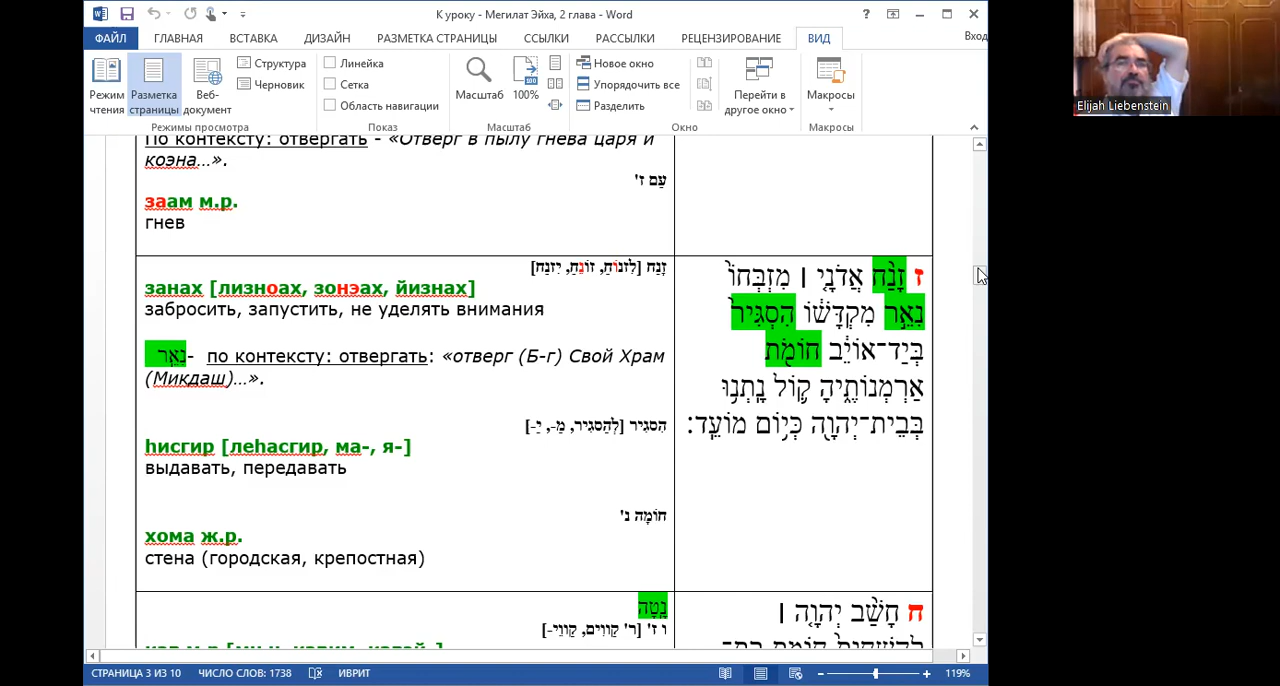 К уроку - Мегилат Эйха, 2 глава - Word
Вход
ФАЙЛ ГЛАВНАЯ ВСТАВКА ДИЗАЙН РАЗМЕТКА СТРАНИЦЫ ССЫЛКИ РАССЫЛКИ РЕЦЕНЗИРОВАНИЕ ВИД
Режим чтения
Разметка страницы
Веб-документ
Структура
Черновик
Режимы просмотра
Линейка
Сетка
Область навигации
Показ
Масштаб
100%
Масштаб
Новое окно
Упорядочить все
Разделить
Перейти в другое окно
Окно
Макросы
Макросы
Elijah Liebenstein
По контексту: отвергать - «Отверг в пылу гнева царя и
коэна…».
זַעַם ז'
заам м.р.
гнев
זָנַח [לִזְנוֹחַ, זוֹנֵחַ, יִזְנַח]
занах [лизноах, зонэах, йизнах]
забросить, запустить, не уделять внимания
נִאֵר - по контексту: отвергать: «отверг (Б-г) Свой Храм
(Микдаш)…».
הִסְגִּיר [לְהַסְגִּיר, מַ-, יַ-]
hисгир [леhасгир, ма-, я-]
выдавать, передавать
חוֹמָה נ'
хома ж.р.
стена (городская, крепостная)
ז זָנַ֨ח אֲדֹנָ֤י ׀ מִזְבְּחוֹ֙
נִאֵ֣ר מִקְדָּשׁ֔וֹ הִסְגִּיר֙
בְּיַד־אוֹיֵ֔ב חוֹמֹ֖ת
אַרְמְנוֹתֶ֑יהָ ק֛וֹל נָתְנ֥וּ
בְּבֵית־יְהוָ֖ה כְּי֥וֹם מוֹעֵֽד׃
נָטָה
ח חָשַׁ֨ב יְהוָ֤ה ׀
СТРАНИЦА 3 ИЗ 10 ЧИСЛО СЛОВ: 1738 ИВРИТ 119%